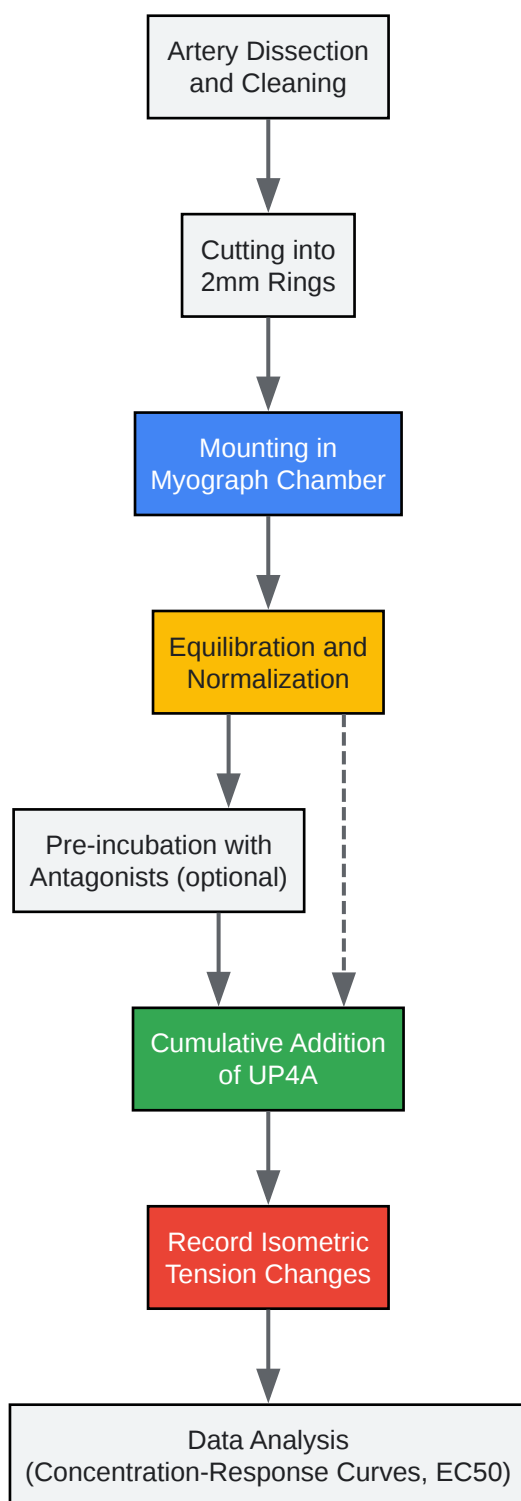 Artery Dissection
and Cleaning
Cutting into
2mm Rings
Mounting in
Myograph Chamber
Equilibration and
Normalization
Pre-incubation with
Antagonists (optional)
Cumulative Addition
of UP4A
Record Isometric
Tension Changes
Data Analysis
(Concentration-Response Curves, EC50)